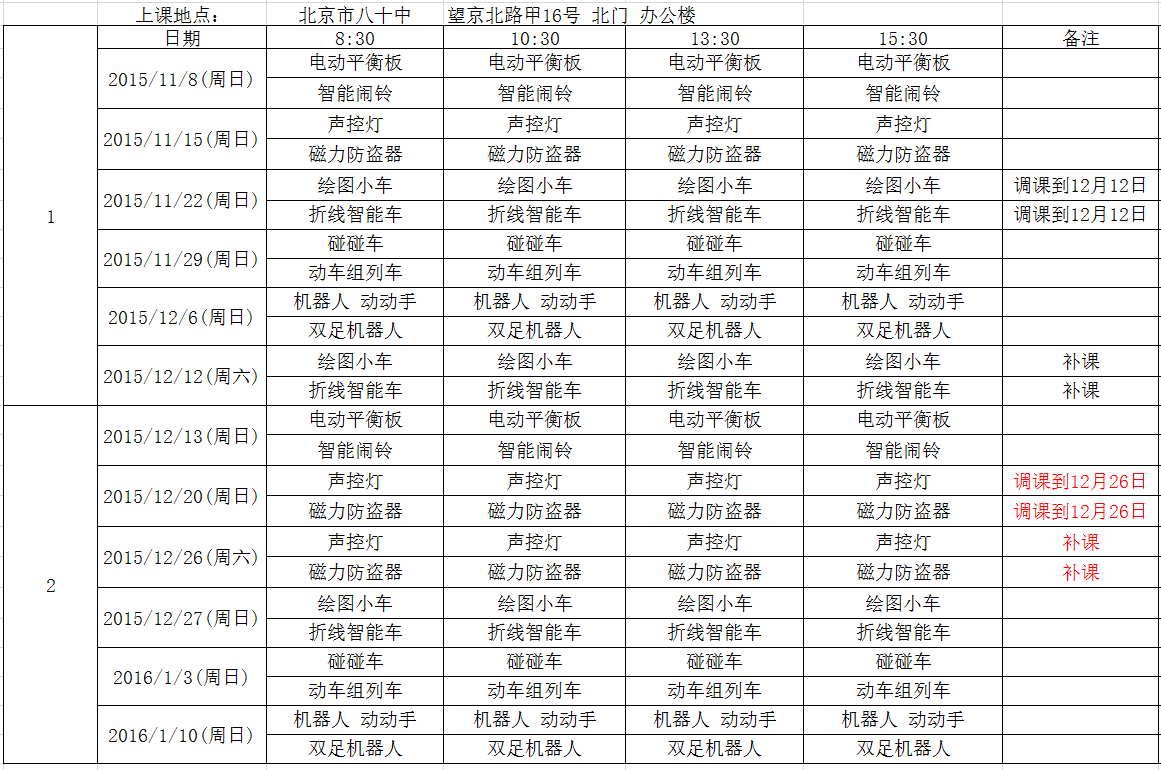 上课地点: 北京市八十中 望京北路甲16号 北门 办公楼
日期 8:30 10:30 13:30 15:30 备注
1
2015/11/8(周日) 电动平衡板 电动平衡板 电动平衡板 电动平衡板
智能闹铃 智能闹铃 智能闹铃 智能闹铃
2015/11/15(周日) 声控灯 声控灯 声控灯 声控灯
磁力防盗器 磁力防盗器 磁力防盗器 磁力防盗器
2015/11/22(周日) 绘图小车 绘图小车 绘图小车 绘图小车 调课到12月12日
折线智能车 折线智能车 折线智能车 折线智能车 调课到12月12日
2015/11/29(周日) 碰碰车 碰碰车 碰碰车 碰碰车
动车组列车 动车组列车 动车组列车 动车组列车
2015/12/6(周日) 机器人 动动手 机器人 动动手 机器人 动动手 机器人 动动手
双足机器人 双足机器人 双足机器人 双足机器人
2015/12/12(周六) 绘图小车 绘图小车 绘图小车 绘图小车 补课
折线智能车 折线智能车 折线智能车 折线智能车 补课
2
2015/12/13(周日) 电动平衡板 电动平衡板 电动平衡板 电动平衡板
智能闹铃 智能闹铃 智能闹铃 智能闹铃
2015/12/20(周日) 声控灯 声控灯 声控灯 声控灯 调课到12月26日
磁力防盗器 磁力防盗器 磁力防盗器 磁力防盗器 调课到12月26日
2015/12/26(周六) 声控灯 声控灯 声控灯 声控灯 补课
磁力防盗器 磁力防盗器 磁力防盗器 磁力防盗器 补课
2015/12/27(周日) 绘图小车 绘图小车 绘图小车 绘图小车
折线智能车 折线智能车 折线智能车 折线智能车
2016/1/3(周日) 碰碰车 碰碰车 碰碰车 碰碰车
动车组列车 动车组列车 动车组列车 动车组列车
2016/1/10(周日) 机器人 动动手 机器人 动动手 机器人 动动手 机器人 动动手
双足机器人 双足机器人 双足机器人 双足机器人